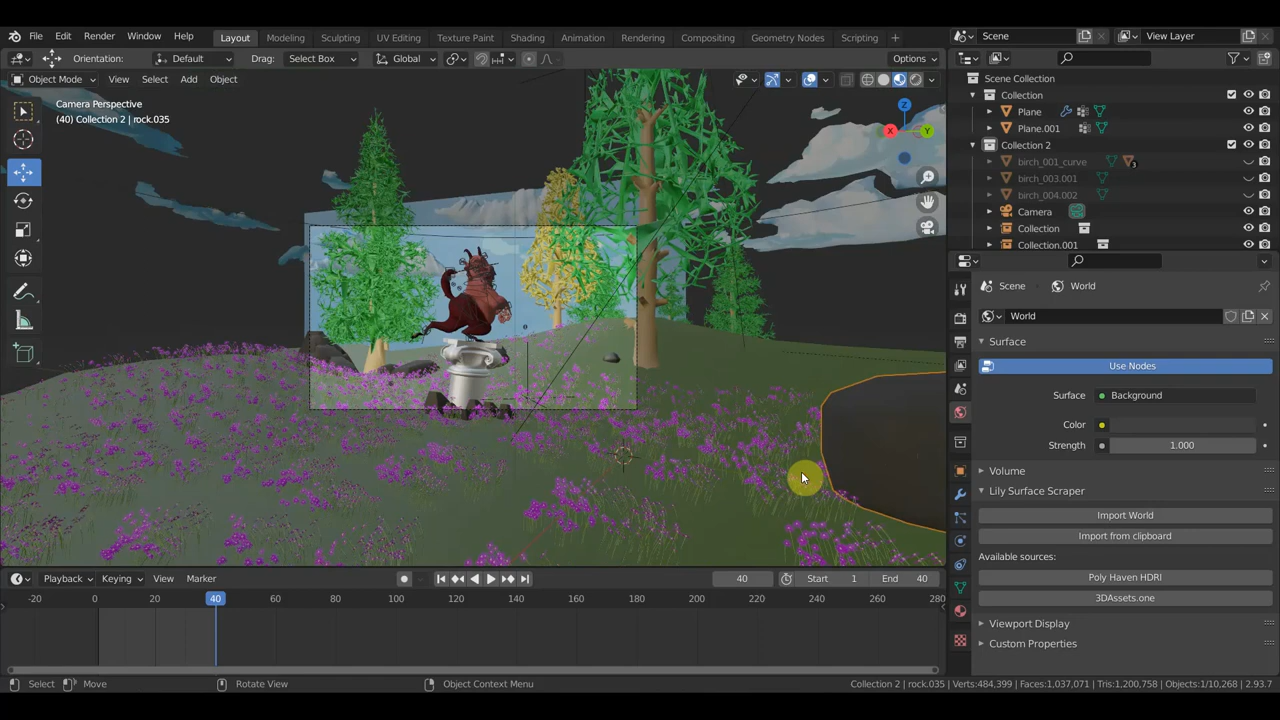 File Edit Render Window Help Layout Modeling Sculpting UV Editing Texture Paint Shading Animation Rendering Compositing Geometry Nodes Scripting + Scene View Layer
Orientation: Default Drag: Select Box Global Options
Object Mode View Select Add Object
Camera Perspective
(40) Collection 2 | rock.035
Z
X
Y
Scene Collection
Collection
Plane
Plane.001
Collection 2
birch_001_curve 3
birch_003.001
birch_004.002
Camera
Collection
Collection.001
Scene World
World
Surface
Use Nodes
Surface Background
Color
Strength 1.000
Volume
Lily Surface Scraper
Import World
Import from clipboard
Available sources:
Poly Haven HDRI
3DAssets.one
Viewport Display
Custom Properties
Playback Keying View Marker 40 Start 1 End 40
-20 0 20 40 60 80 100 120 140 160 180 200 220 240 260 280
Select Move Rotate View Object Context Menu Collection 2 | rock.035 Verts:484,399 Faces:1,037,071 Tris:1,200,758 Objects:1/10,268 2.93.7